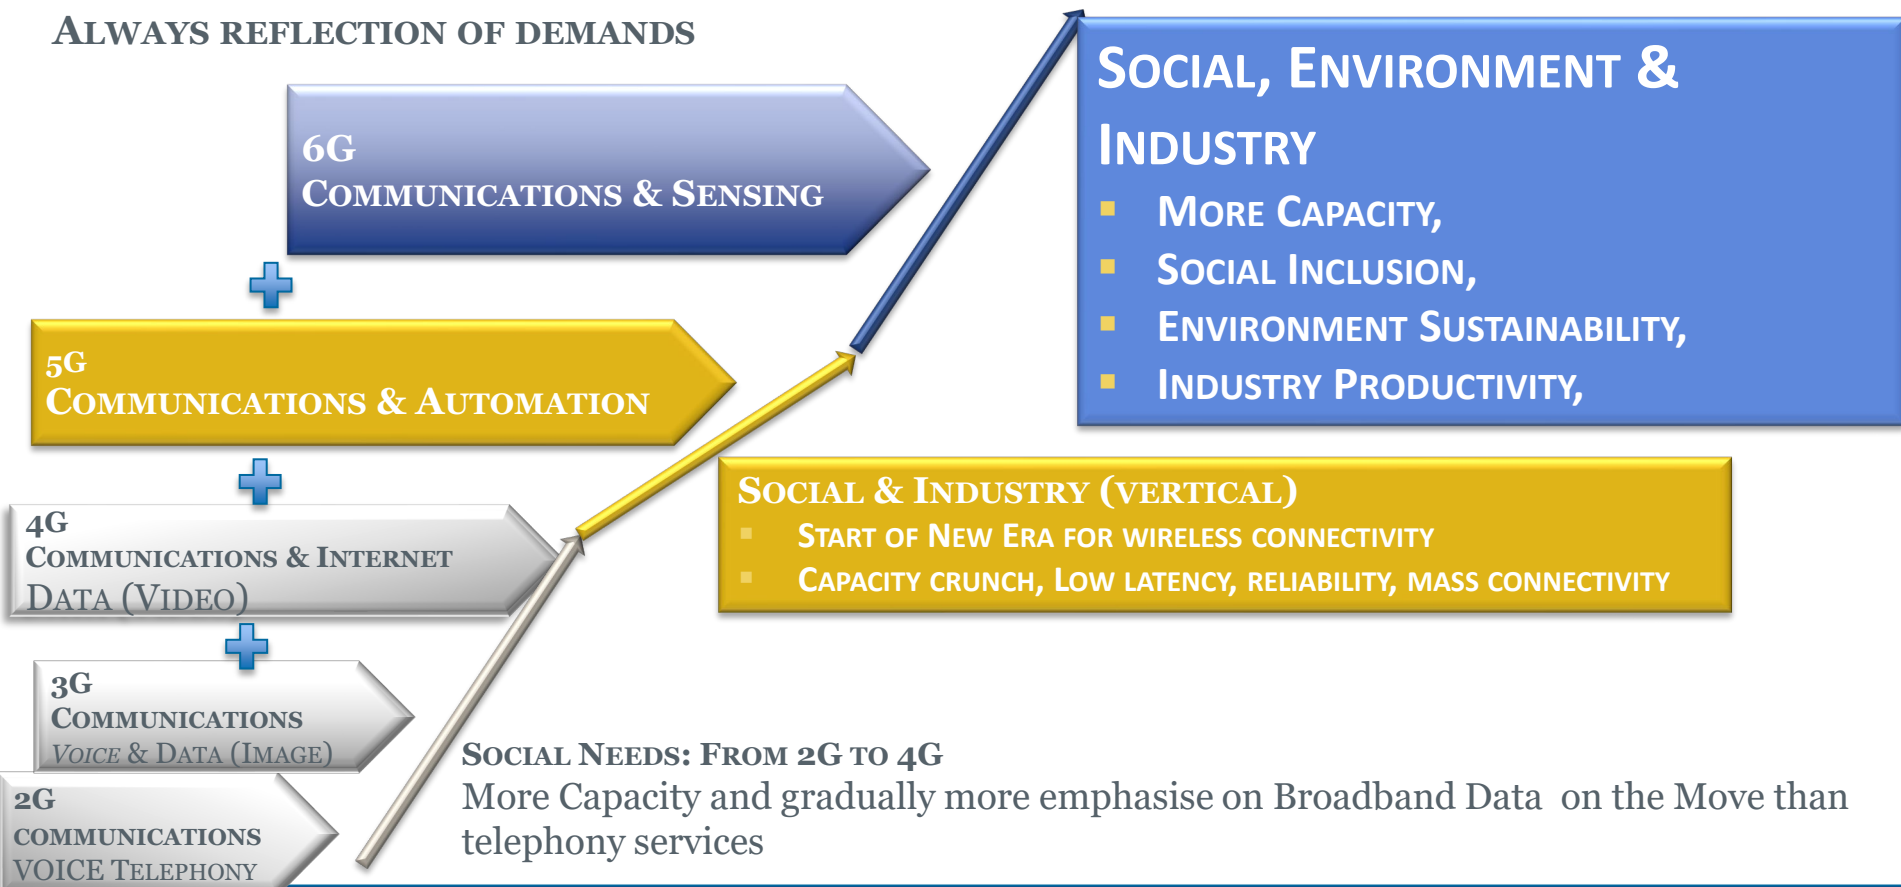 Always reflection of demands
6G
Communications & Sensing
Social, Environment &
Industry
More Capacity,
Social Inclusion,
Environment Sustainability,
Industry Productivity,
5G
Communications & Automation
Social & Industry (vertical)
Start of New Era for wireless connectivity
Capacity crunch, Low latency, reliability, mass connectivity
4G
Communications & Internet
Data (Video)
3G
Communications
Voice & Data (Image)
Social Needs: From 2G to 4G
More Capacity and gradually more emphasise on Broadband Data on the Move than
telephony services
2G
communications
VOICE Telephony